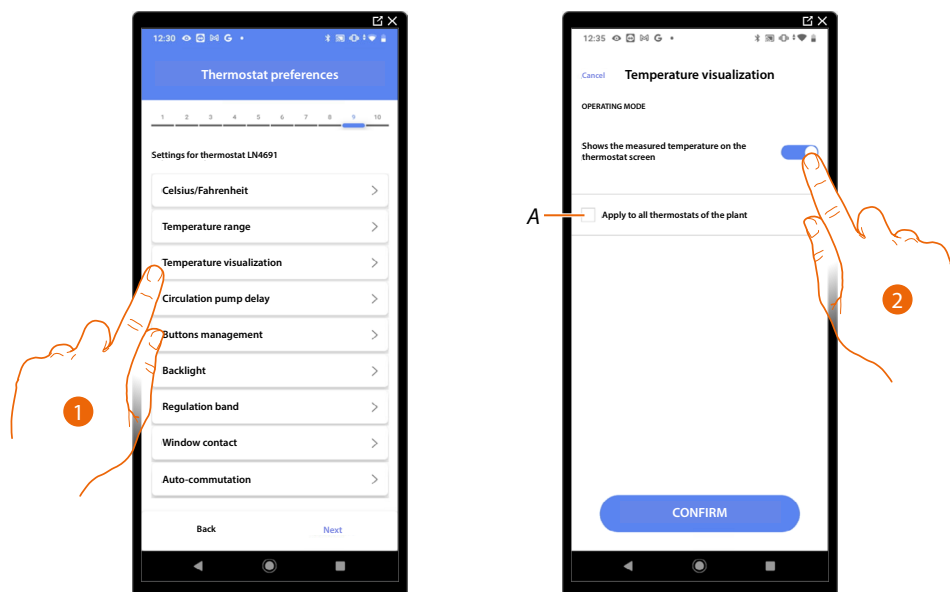 12:30
Thermostat preferences
1 2 3 4 5 6 7 8 9 10
Settings for thermostat LN4691
Celsius/Fahrenheit
Temperature range
Temperature visualization
Circulation pump delay
Buttons management
Backlight
Regulation band
Window contact
Auto-commutation
Back Next
1
12:35
Cancel Temperature visualization
OPERATING MODE
Shows the measured temperature on the
thermostat screen
A
Apply to all thermostats of the plant
2
CONFIRM